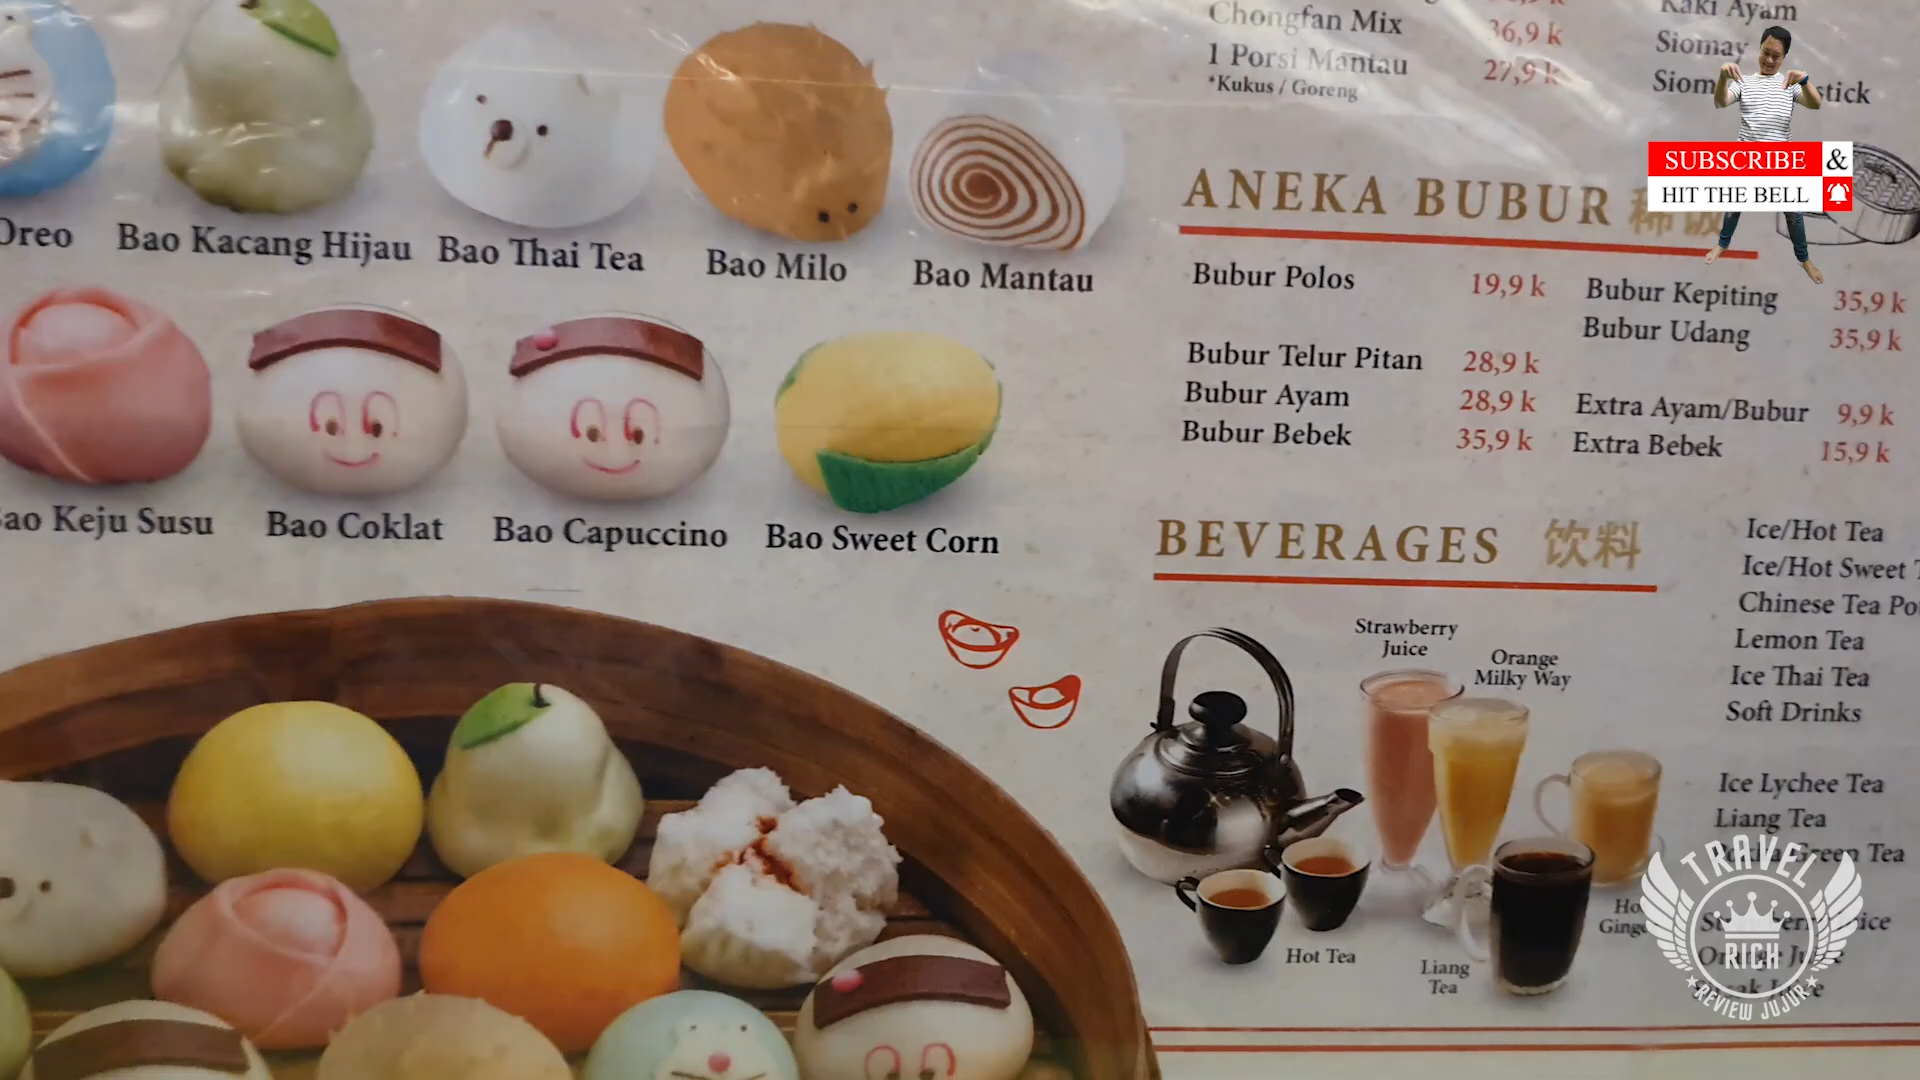 Oreo
Bao Kacang Hijau
Bao Thai Tea
Bao Milo
Bao Mantau
Keju Susu
Bao Coklat
Bao Capuccino
Bao Sweet Corn
Chongfan Mix 36,9 k
1 Porsi Mantau 27,9 k
*Kukus / Goreng
Kaki Ayam
Siomay
SUBSCRIBE &
HIT THE BELL
ANEKA BUBUR
Bubur Polos 19,9 k
Bubur Telur Pitan 28,9 k
Bubur Ayam 28,9 k
Bubur Bebek 35,9 k
Bubur Kepiting 35,9 k
Bubur Udang 35,9 k
Extra Ayam/Bubur 9,9 k
Extra Bebek 15,9 k
BEVERAGES 饮料
Strawberry
Juice
Orange
Milky Way
Hot Tea
Liang
Tea
Ice/Hot Tea
Ice/Hot Sweet
Chinese Tea
Lemon Tea
Ice Thai Tea
Soft Drinks
Ice Lychee Tea
Liang Tea
Green Tea
TRAVEL
RICH
REVIEW JUJUR